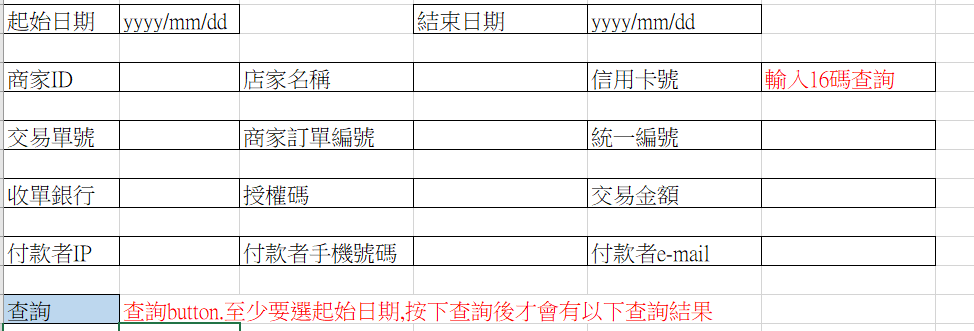 起始日期 yyyy/mm/dd 結束日期 yyyy/mm/dd
商家ID 店家名稱 信用卡號 輸入16碼查詢
交易單號 商家訂單編號 統一編號
收單銀行 授權碼 交易金額
付款者IP 付款者手機號碼 付款者e-mail
查詢 查詢button.至少要選起始日期,按下查詢後才會有以下查詢結果